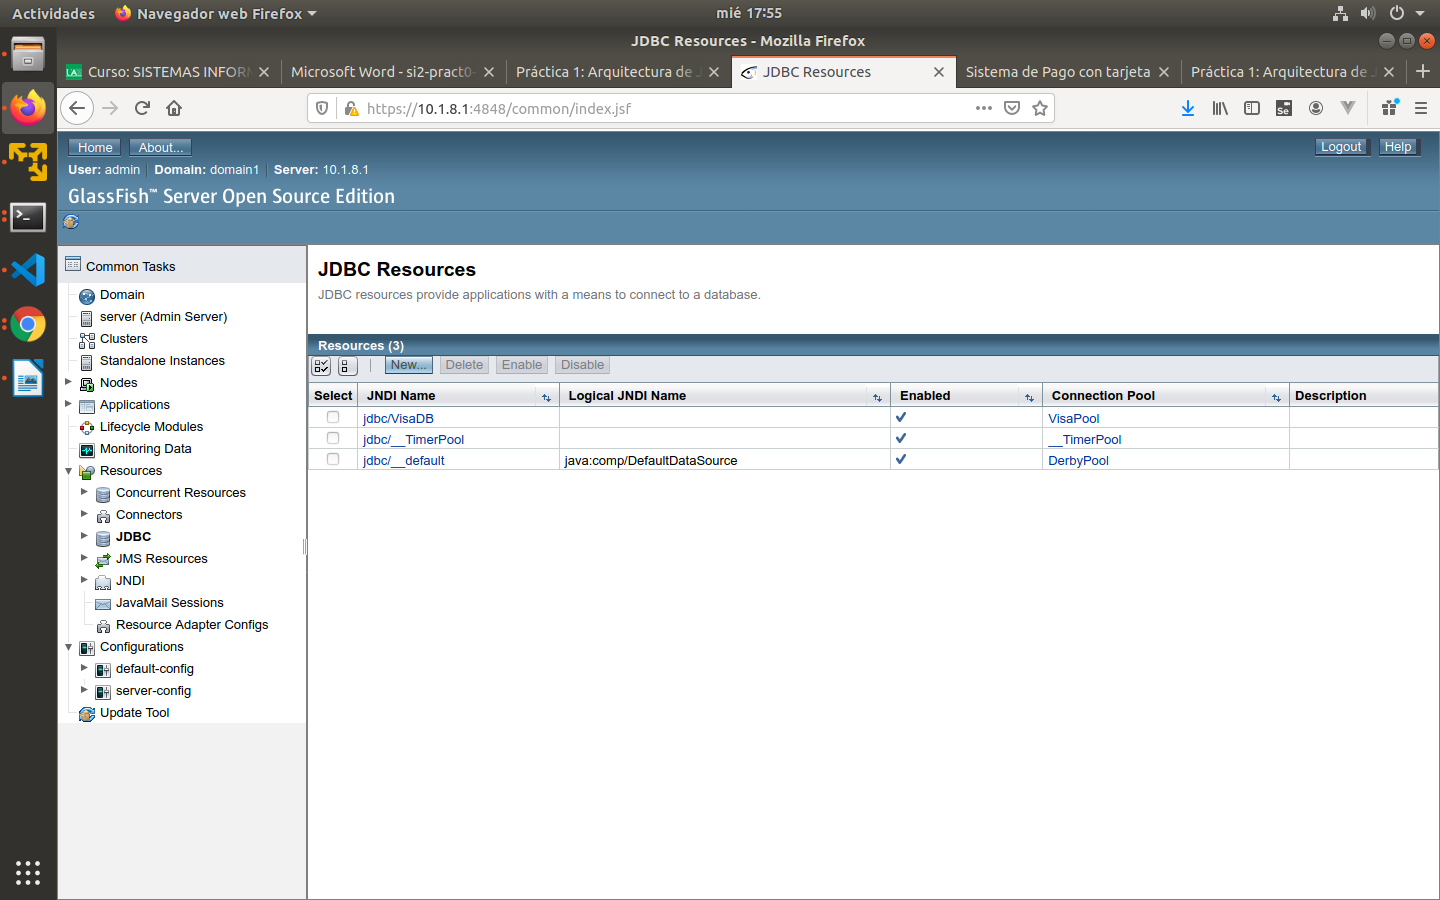 Actividades Navegador web Firefox mié 17:55
JDBC Resources - Mozilla Firefox
Curso: SISTEMAS INFOR Microsoft Word - si2-pract0- Práctica 1: Arquitectura de J JDBC Resources Sistema de Pago con tarjeta Práctica 1: Arquitectura de J
https://10.1.8.1:4848/common/index.jsf
Home About... Logout Help
User: admin Domain: domain1 Server: 10.1.8.1
GlassFish™ Server Open Source Edition
Common Tasks
Domain
server (Admin Server)
Clusters
Standalone Instances
Nodes
Applications
Lifecycle Modules
Monitoring Data
Resources
Concurrent Resources
Connectors
JDBC
JMS Resources
JNDI
JavaMail Sessions
Resource Adapter Configs
Configurations
default-config
server-config
Update Tool
JDBC Resources
JDBC resources provide applications with a means to connect to a database.
Resources (3)
New... Delete Enable Disable
Select JNDI Name Logical JNDI Name Enabled Connection Pool Description
jdbc/VisaDB VisaPool
jdbc/__TimerPool __TimerPool
jdbc/__default java:comp/DefaultDataSource DerbyPool